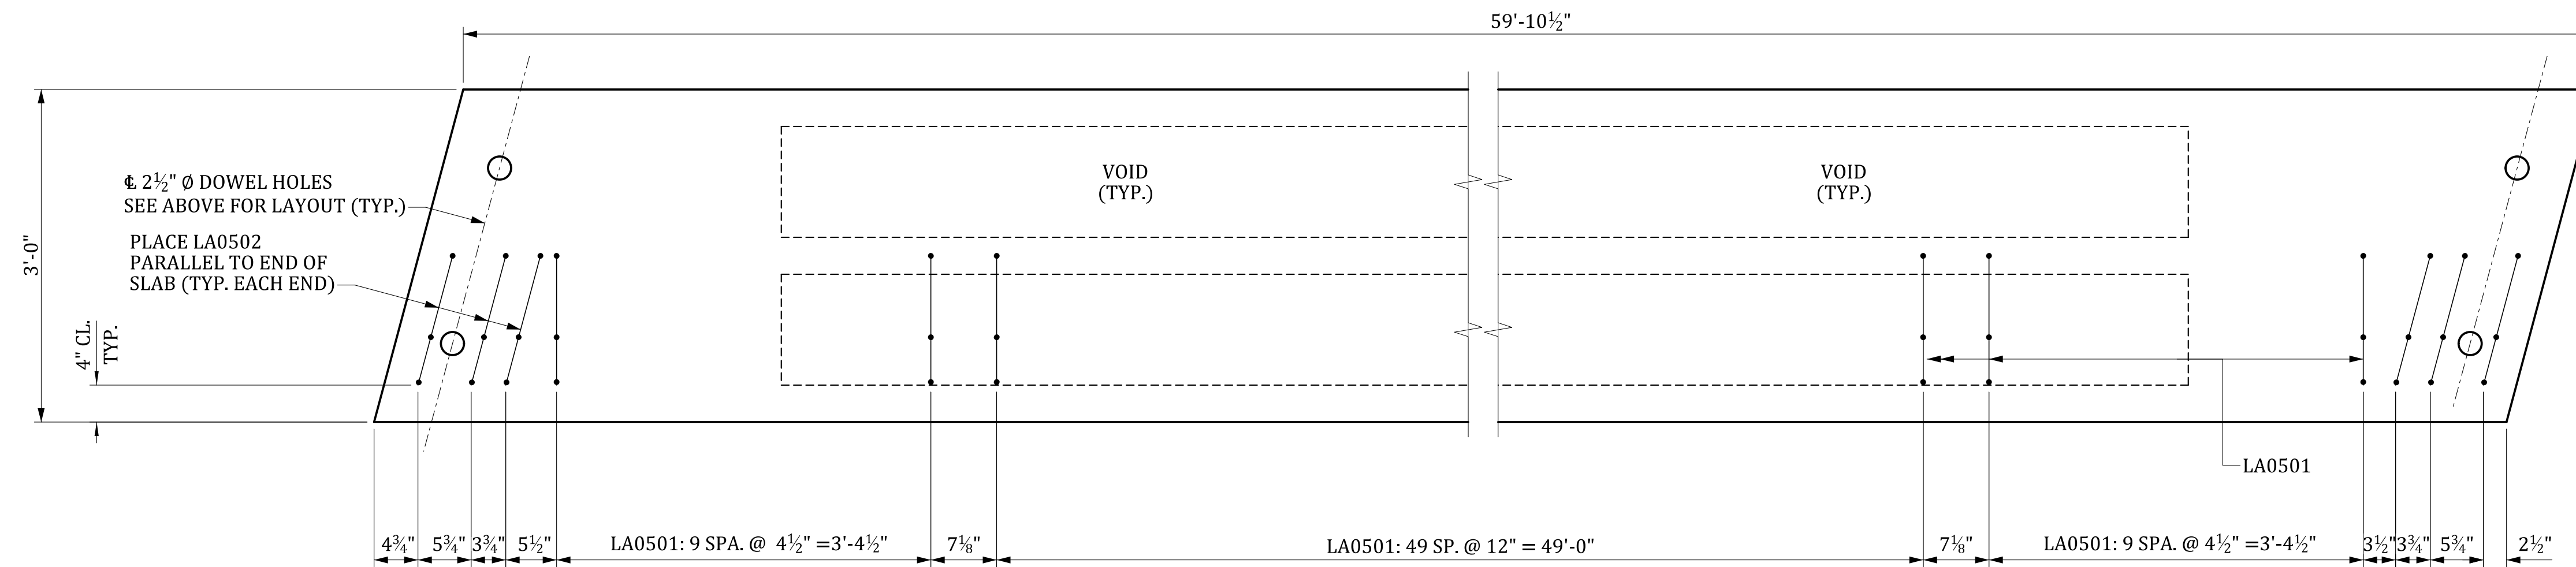 59'-10½"
VOID
(TYP.)
VOID
(TYP.)
℄ 2½" Ø DOWEL HOLES
SEE ABOVE FOR LAYOUT (TYP.)
PLACE LA0502
PARALLEL TO END OF
SLAB (TYP. EACH END)
3'-0"
4" CL.
TYP.
LA0501
4¾"
5¾"
3¾"
5½"
LA0501: 9 SPA. @ 4½" =3'-4½"
7⅛"
LA0501: 49 SP. @ 12" = 49'-0"
7⅛"
LA0501: 9 SPA. @ 4½" =3'-4½"
3½"
3¾"
5¾"
2½"